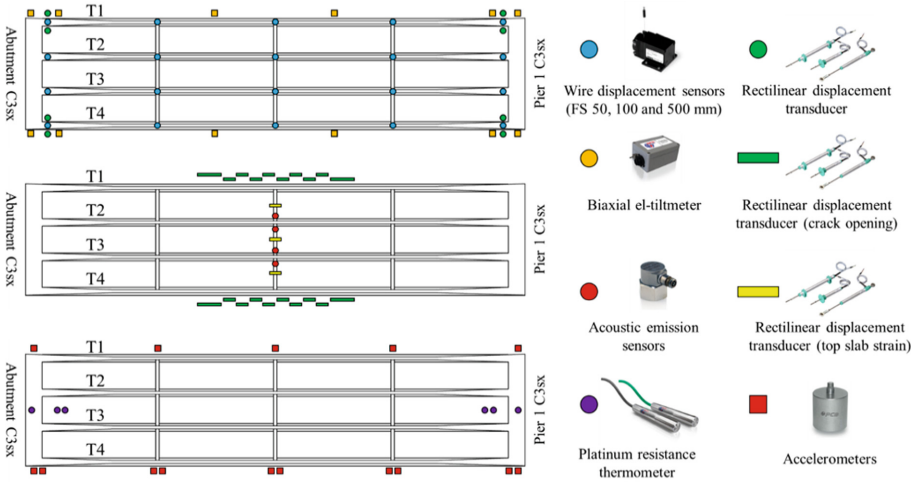 T1
T2
T3
T4
Abutment C3sx
Pier 1 C3sx
T1
T2
T3
T4
Abutment C3sx
Pier 1 C3sx
T1
T2
T3
T4
Abutment C3sx
Pier 1 C3sx
Wire displacement sensors
(FS 50, 100 and 500 mm)
Rectilinear displacement
transducer
Biaxial el-tiltmeter
Rectilinear displacement
transducer (crack opening)
Acoustic emission
sensors
Rectilinear displacement
transducer (top slab strain)
Platinum resistance
thermometer
Accelerometers